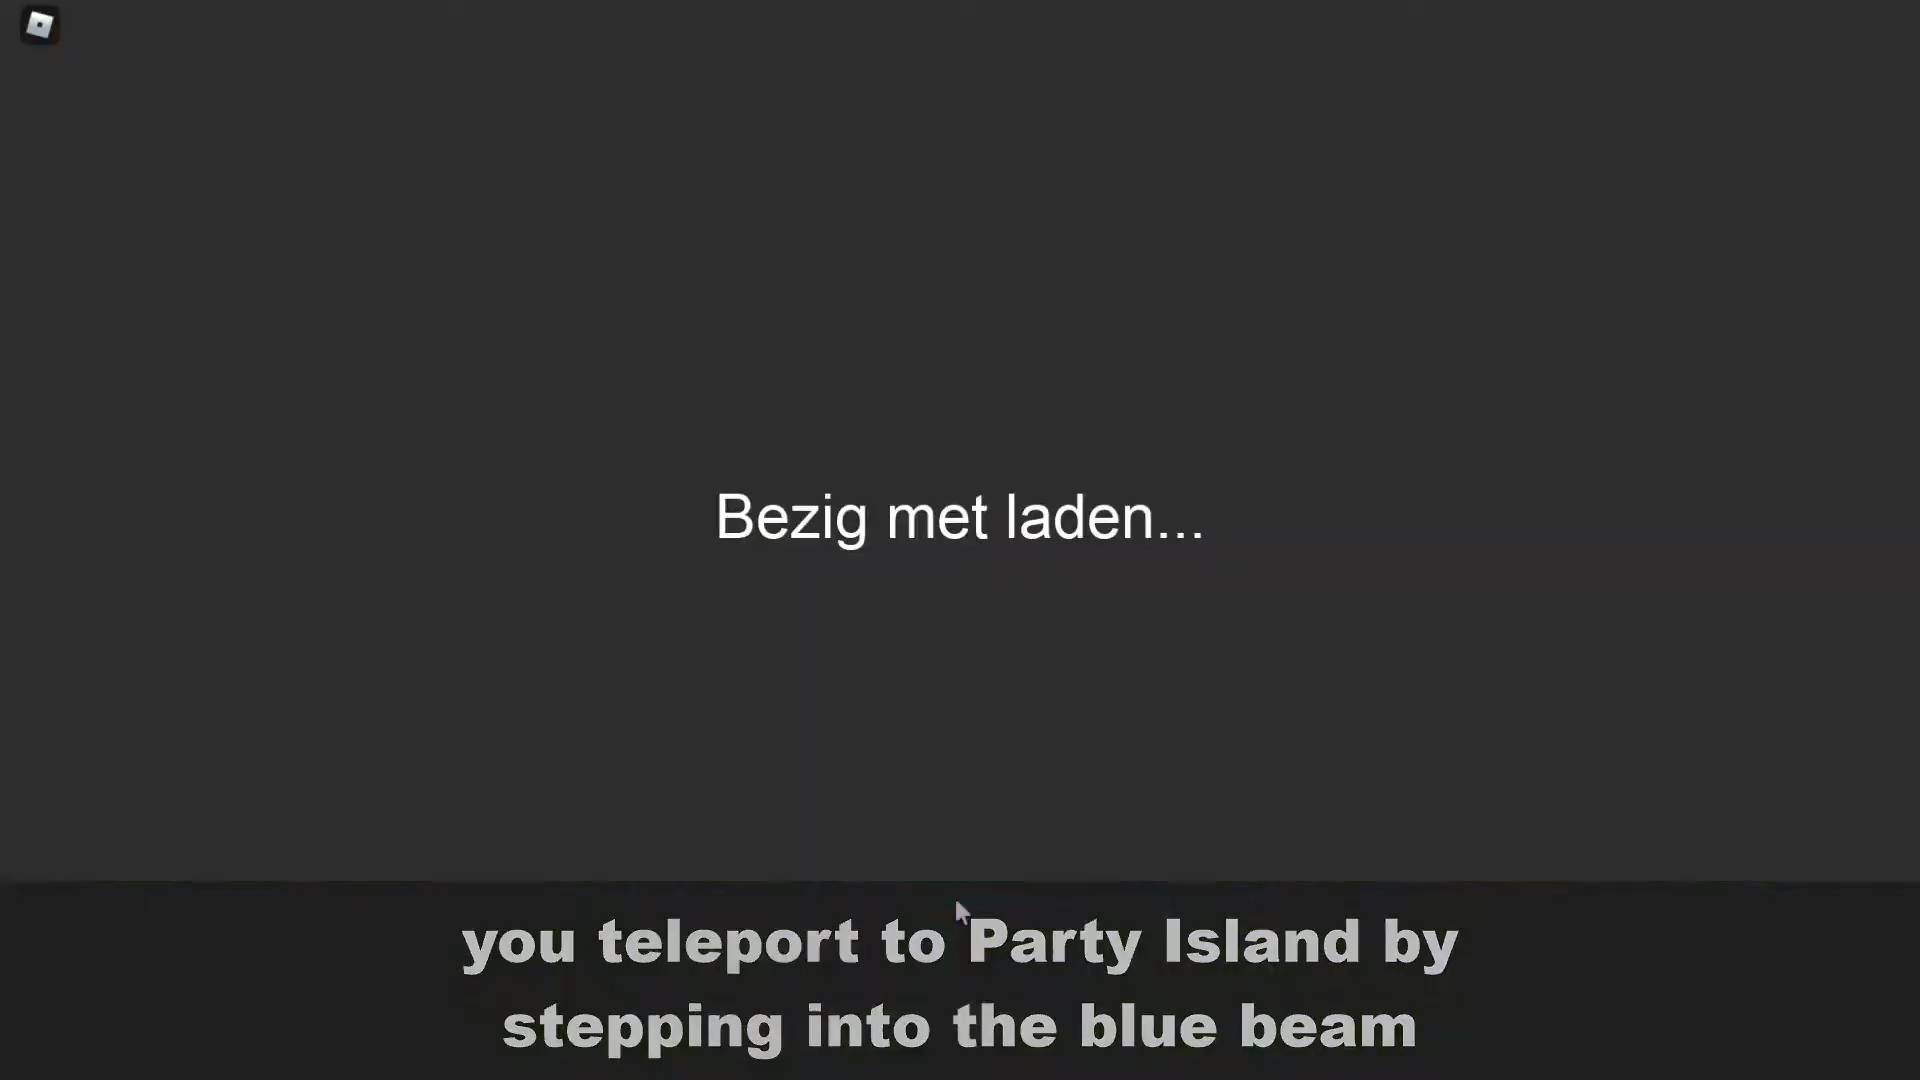 Bezig met laden...
you teleport to Party Island by
stepping into the blue beam